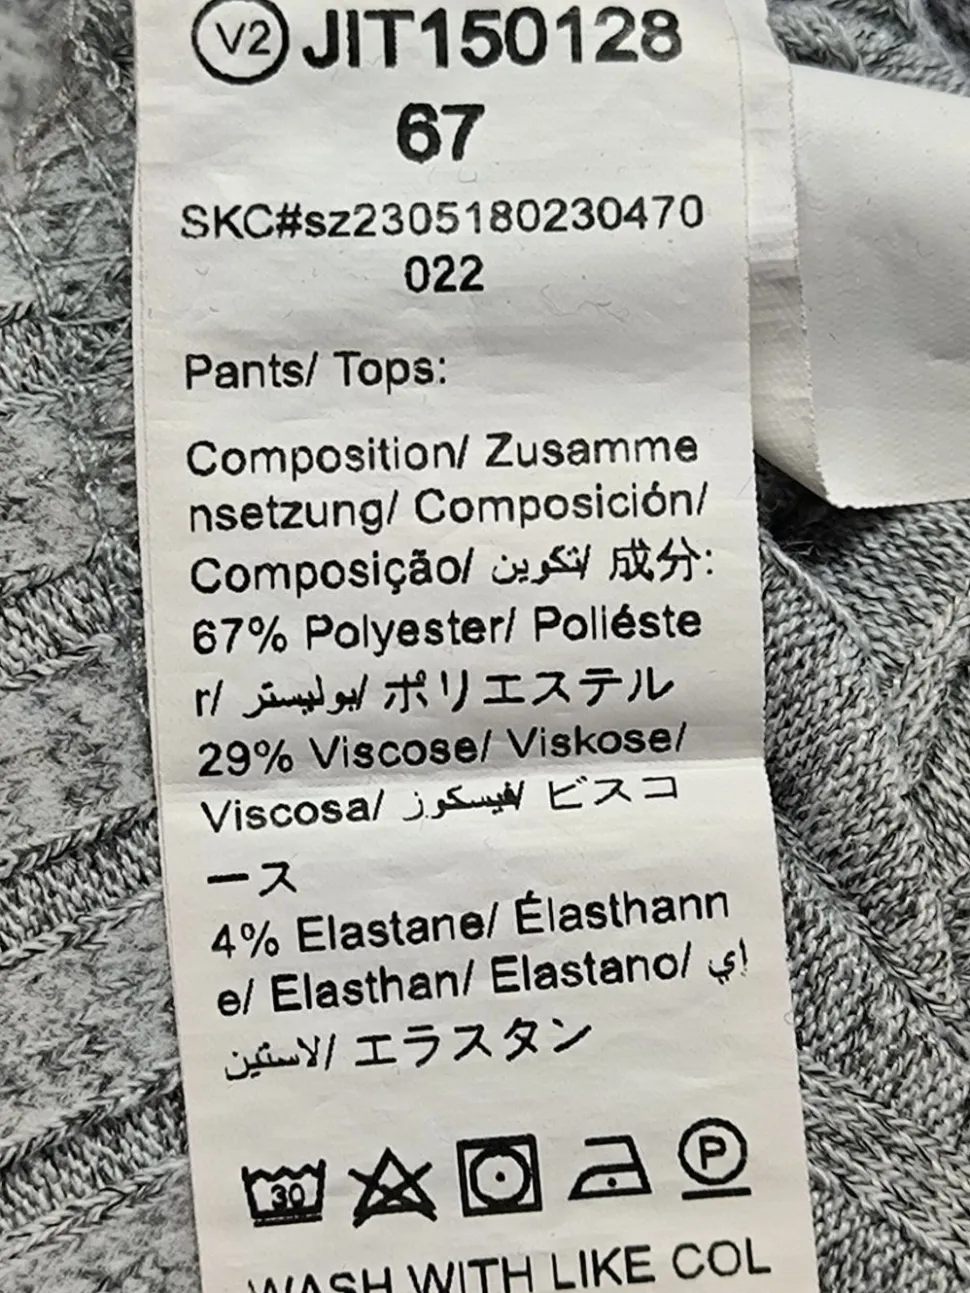 V2 JIT150128
67
SKC#sz2305180230470
022
Pants/ Tops:
Composition/ Zusamme
nsetzung/ Composición/
Composição/ تكوين/ 成分:
67% Polyester/ Poliéste
r/ بوليستر/ ポリエステル
29% Viscose/ Viskose/
Viscosa/ فيسكوز/ ビスコ
ース
4% Elastane/ Élasthann
e/ Elasthan/ Elastano/ إي
لاستين/ エラスタン
30 P
WASH WITH LIKE COL